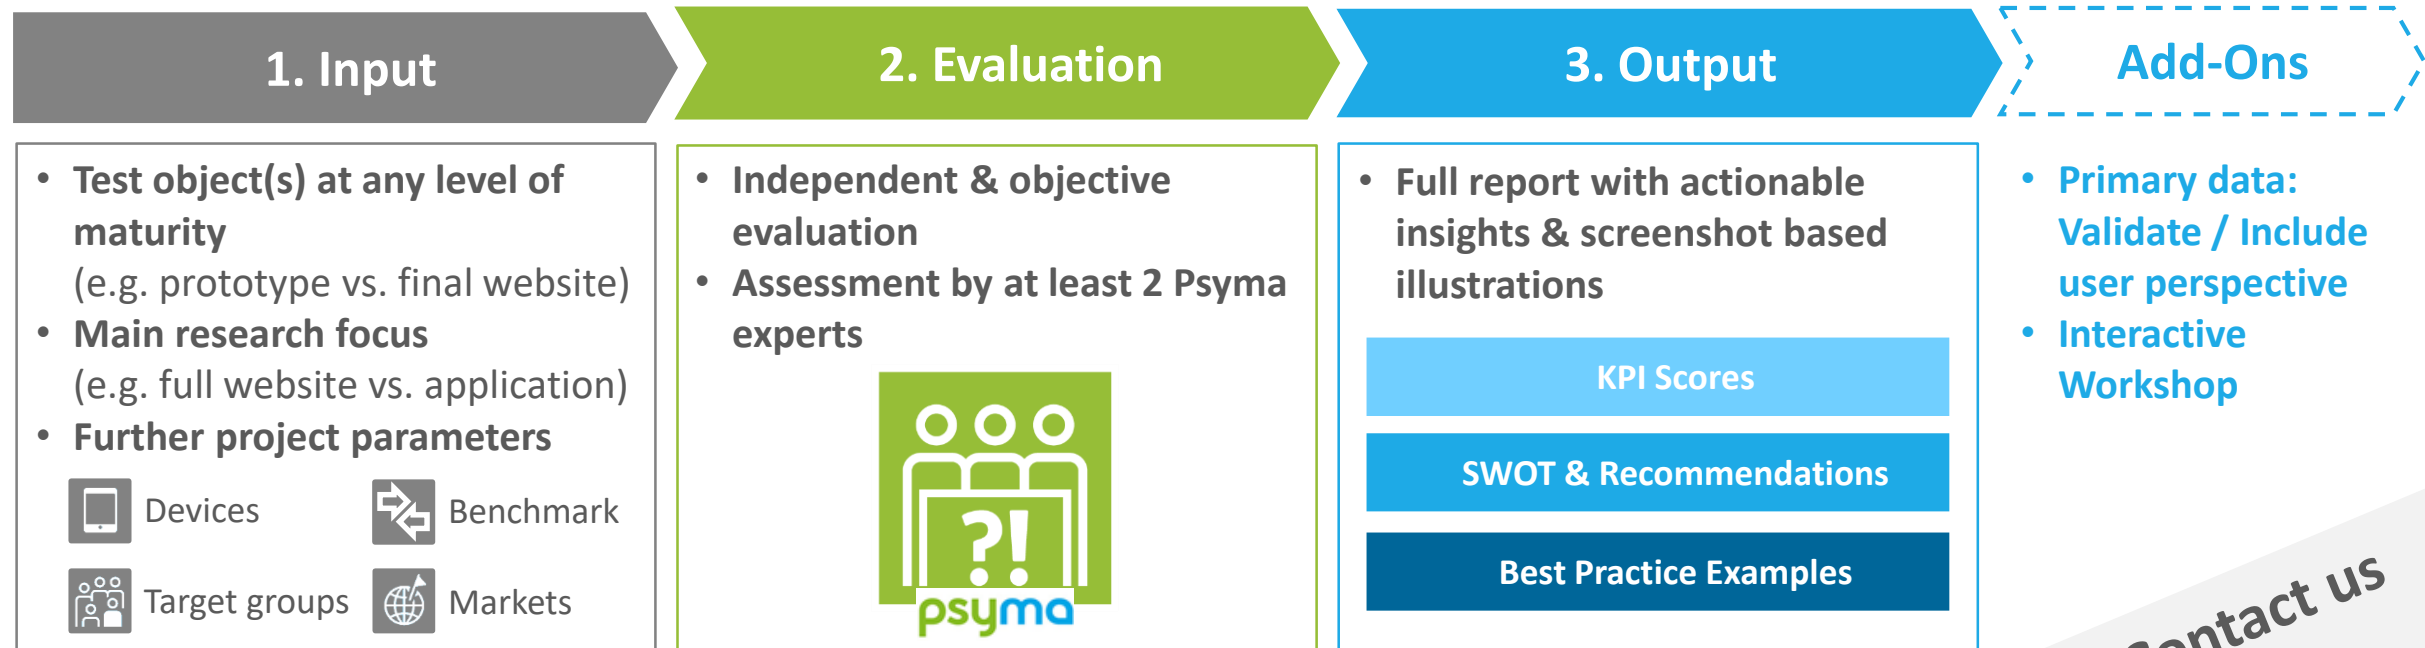 1. Input
• Test object(s) at any level of
maturity
(e.g. prototype vs. final website)
• Main research focus
(e.g. full website vs. application)
• Further project parameters
Devices
Benchmark
Target groups
Markets
2. Evaluation
• Independent & objective
evaluation
• Assessment by at least 2 Psyma
experts
?!
psyma
3. Output
• Full report with actionable
insights & screenshot based
illustrations
KPI Scores
SWOT & Recommendations
Best Practice Examples
Add-Ons
• Primary data:
Validate / Include
user perspective
• Interactive
Workshop
Contact us